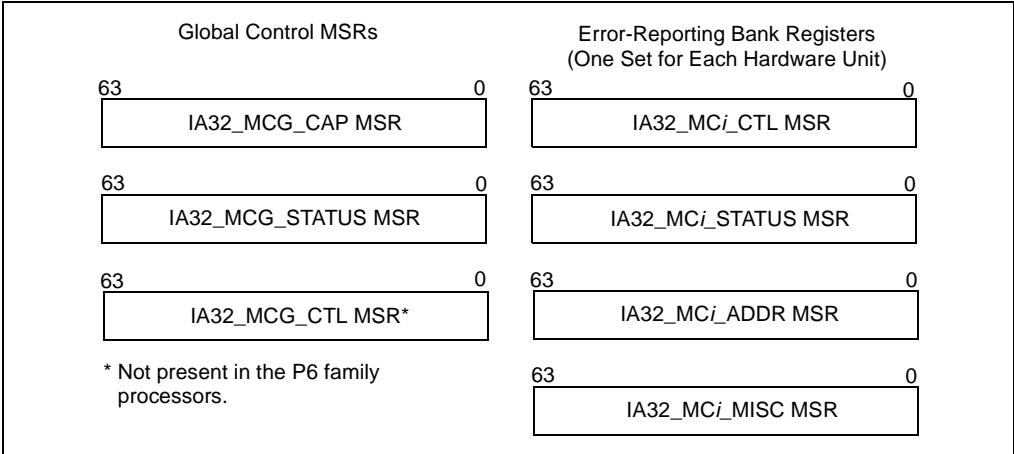 Global Control MSRs
63 0
IA32_MCG_CAP MSR
63 0
IA32_MCG_STATUS MSR
63 0
IA32_MCG_CTL MSR*
* Not present in the P6 family
processors.
Error-Reporting Bank Registers
(One Set for Each Hardware Unit)
63 0
IA32_MCi_CTL MSR
63 0
IA32_MCi_STATUS MSR
63 0
IA32_MCi_ADDR MSR
63 0
IA32_MCi_MISC MSR